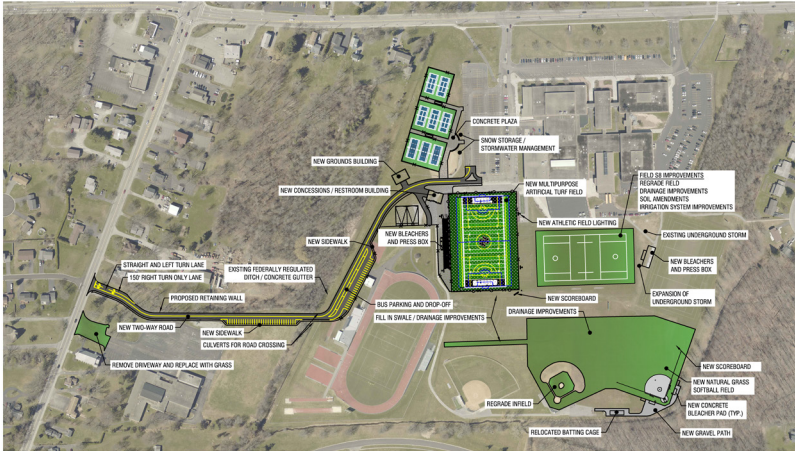 CONCRETE PLAZA
SNOW STORAGE /
STORMWATER MANAGEMENT
NEW GROUNDS BUILDING
NEW CONCESSIONS / RESTROOM BUILDING
NEW MULTIPURPOSE
ARTIFICIAL TURF FIELD
FIELD S8 IMPROVEMENTS
REGRADE FIELD
DRAINAGE IMPROVEMENTS
SOIL AMENDMENTS
IRRIGATION SYSTEM IMPROVEMENTS
NEW ATHLETIC FIELD LIGHTING
NEW BLEACHERS
AND PRESS BOX
EXISTING UNDERGROUND STORM
NEW SIDEWALK
NEW BLEACHERS
AND PRESS BOX
STRAIGHT AND LEFT TURN LANE
EXISTING FEDERALLY REGULATED
DITCH / CONCRETE GUTTER
150' RIGHT TURN ONLY LANE
PROPOSED RETAINING WALL
BUS PARKING AND DROP-OFF
NEW SCOREBOARD
EXPANSION OF
UNDERGROUND STORM
NEW TWO-WAY ROAD
NEW SIDEWALK
FILL IN SWALE / DRAINAGE IMPROVEMENTS
DRAINAGE IMPROVEMENTS
CULVERTS FOR ROAD CROSSING
REMOVE DRIVEWAY AND REPLACE WITH GRASS
NEW SCOREBOARD
NEW NATURAL GRASS
SOFTBALL FIELD
REGRADE INFIELD
NEW CONCRETE
BLEACHER PAD (TYP.)
RELOCATED BATTING CAGE
NEW GRAVEL PATH